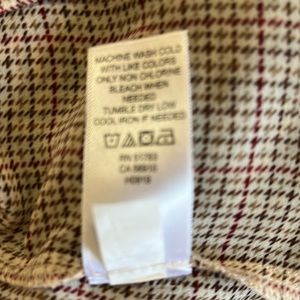 MACHINE WASH COLD
WITH LIKE COLORS
ONLY NON CHLORINE
BLEACH WHEN
NEEDED
TUMBLE DRY LOW
COOL IRON IF NEEDED
RN 51783